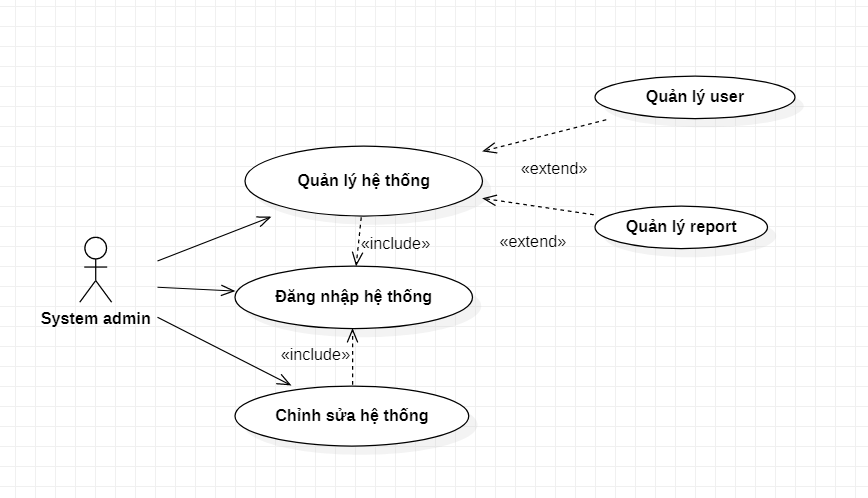 Quản lý user
«extend»
Quản lý hệ thống
Quản lý report
«extend»
«include»
Đăng nhập hệ thống
System admin
«include»
Chỉnh sửa hệ thống